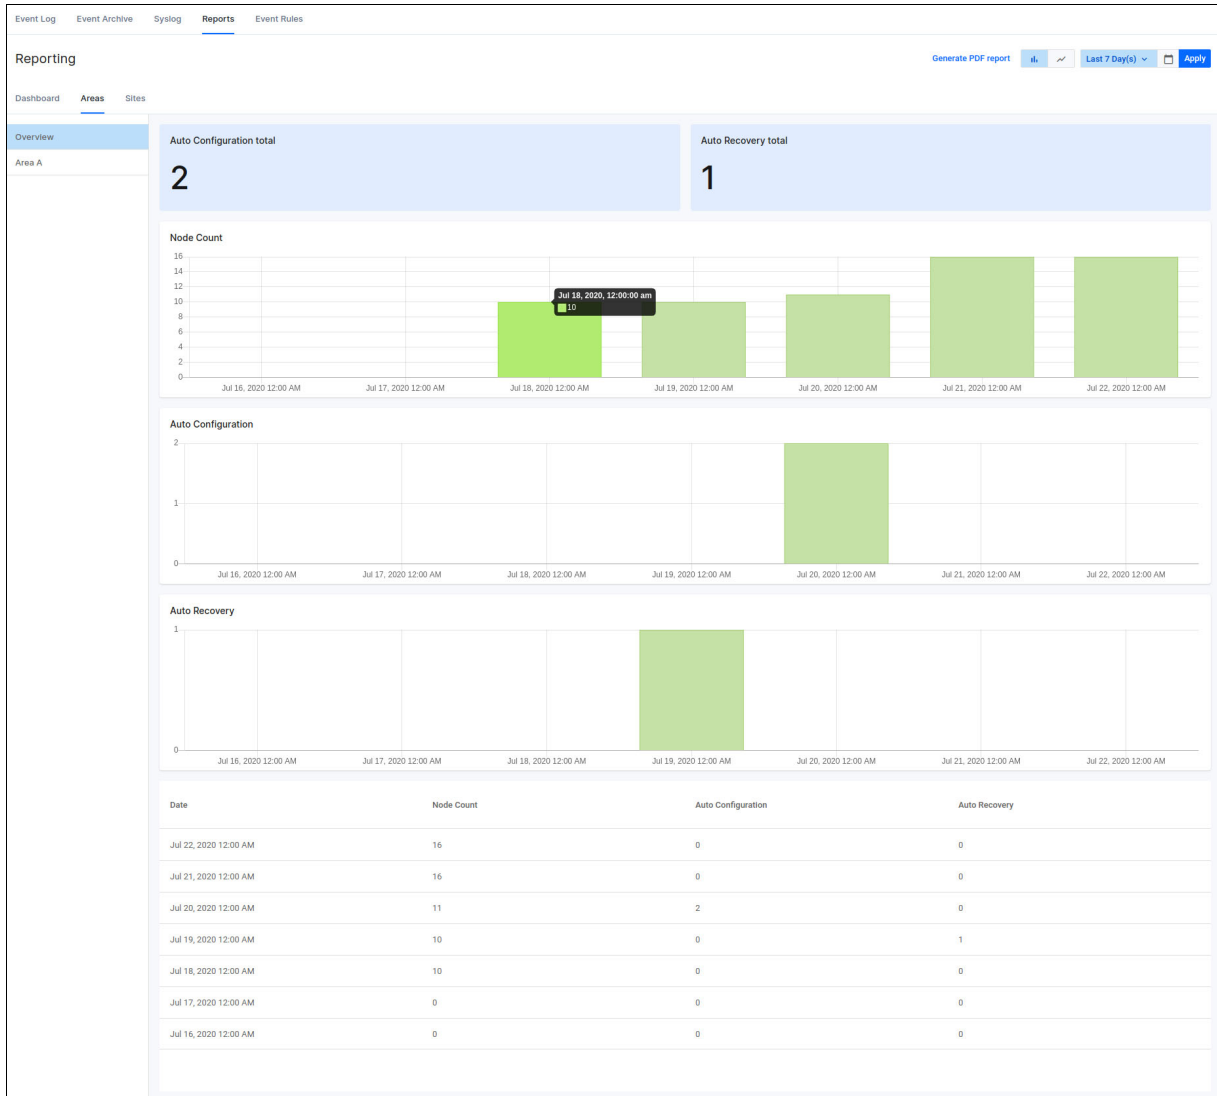 Event Log Event Archive Syslog Reports Event Rules
Reporting Generate PDF report Last 7 Day(s) Apply
Dashboard Areas Sites
Overview
Area A
Auto Configuration total
2
Auto Recovery total
1
Node Count
16
14
12
10
8
6
4
2
0
Jul 18, 2020, 12:00:00 am
10
Jul 16, 2020 12:00 AM Jul 17, 2020 12:00 AM Jul 18, 2020 12:00 AM Jul 19, 2020 12:00 AM Jul 20, 2020 12:00 AM Jul 21, 2020 12:00 AM Jul 22, 2020 12:00 AM
Auto Configuration
2
1
0
Jul 16, 2020 12:00 AM Jul 17, 2020 12:00 AM Jul 18, 2020 12:00 AM Jul 19, 2020 12:00 AM Jul 20, 2020 12:00 AM Jul 21, 2020 12:00 AM Jul 22, 2020 12:00 AM
Auto Recovery
1
0
Jul 16, 2020 12:00 AM Jul 17, 2020 12:00 AM Jul 18, 2020 12:00 AM Jul 19, 2020 12:00 AM Jul 20, 2020 12:00 AM Jul 21, 2020 12:00 AM Jul 22, 2020 12:00 AM
Date Node Count Auto Configuration Auto Recovery
Jul 22, 2020 12:00 AM 16 0 0
Jul 21, 2020 12:00 AM 16 0 0
Jul 20, 2020 12:00 AM 11 2 0
Jul 19, 2020 12:00 AM 10 0 1
Jul 18, 2020 12:00 AM 10 0 0
Jul 17, 2020 12:00 AM 0 0 0
Jul 16, 2020 12:00 AM 0 0 0